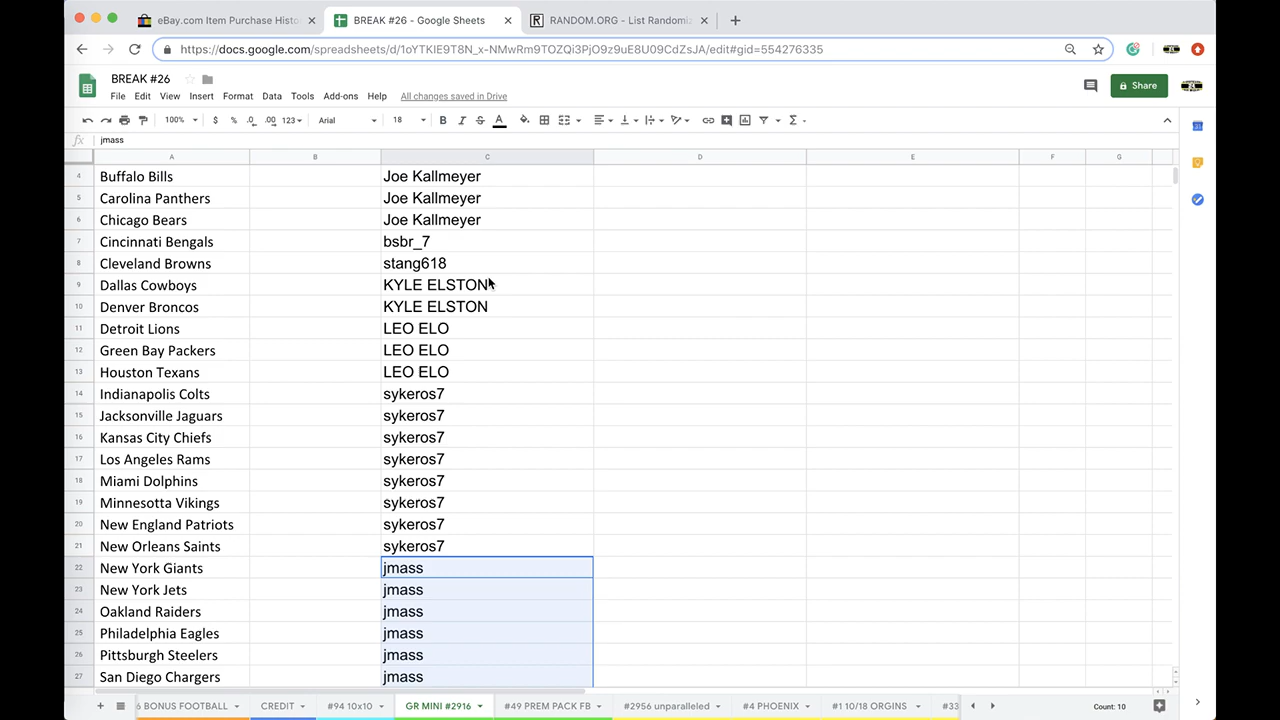 eBay.com Item Purchase Histo
BREAK #26 - Google Sheets
RANDOM.ORG - List Randomiz
https://docs.google.com/spreadsheets/d/1oYTKIE9T8N_x-NMwRm9TOZQi3PjO9z9uE8U09CdZsJA/edit#gid=554276335
BREAK #26
File Edit View Insert Format Data Tools Add-ons Help All changes saved in Drive
Share
100% $ % .0 .00 123 Arial 18 B I S A
fx jmass
A B C D E F G
4 Buffalo Bills Joe Kallmeyer
5 Carolina Panthers Joe Kallmeyer
6 Chicago Bears Joe Kallmeyer
7 Cincinnati Bengals bsbr_7
8 Cleveland Browns stang618
9 Dallas Cowboys KYLE ELSTON
10 Denver Broncos KYLE ELSTON
11 Detroit Lions LEO ELO
12 Green Bay Packers LEO ELO
13 Houston Texans LEO ELO
14 Indianapolis Colts sykeros7
15 Jacksonville Jaguars sykeros7
16 Kansas City Chiefs sykeros7
17 Los Angeles Rams sykeros7
18 Miami Dolphins sykeros7
19 Minnesotta Vikings sykeros7
20 New England Patriots sykeros7
21 New Orleans Saints sykeros7
22 New York Giants jmass
23 New York Jets jmass
24 Oakland Raiders jmass
25 Philadelphia Eagles jmass
26 Pittsburgh Steelers jmass
27 San Diego Chargers jmass
6 BONUS FOOTBALL CREDIT #94 10x10 GR MINI #2916 #49 PREM PACK FB #2956 unparalleled #4 PHOENIX #1 10/18 ORGINS #33 Count: 10